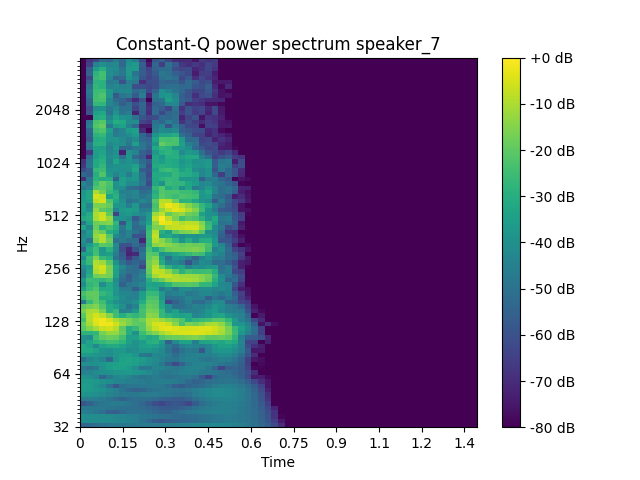 Constant-Q power spectrum speaker_7
Hz
2048
1024
512
256
128
64
32
0 0.15 0.3 0.45 0.6 0.75 0.9 1.1 1.2 1.4
Time
+0 dB
-10 dB
-20 dB
-30 dB
-40 dB
-50 dB
-60 dB
-70 dB
-80 dB